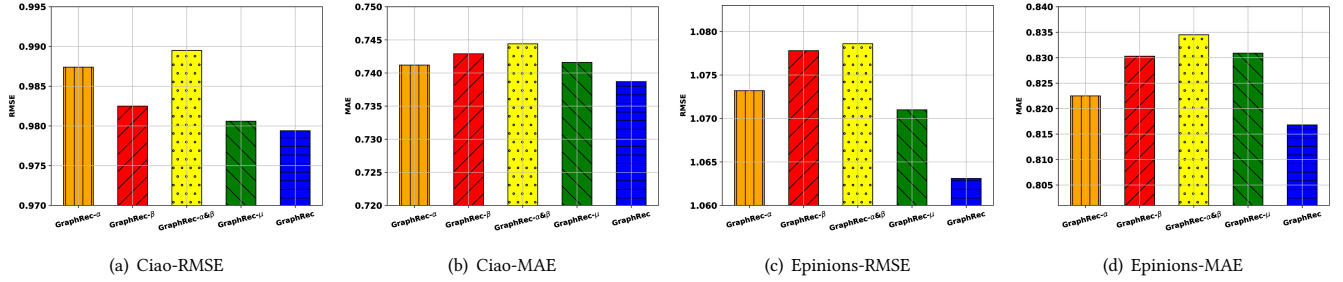 0.995
0.990
0.985
0.980
0.975
0.970
RMSE
GraphRec-α
GraphRec-β
GraphRec-α&β
GraphRec-μ
GraphRec
(a) Ciao-RMSE
0.750
0.745
0.740
0.735
0.730
0.725
0.720
MAE
GraphRec-α
GraphRec-β
GraphRec-α&β
GraphRec-μ
GraphRec
(b) Ciao-MAE
1.080
1.075
1.070
1.065
1.060
RMSE
GraphRec-α
GraphRec-β
GraphRec-α&β
GraphRec-μ
GraphRec
(c) Epinions-RMSE
0.840
0.835
0.830
0.825
0.820
0.815
0.810
0.805
MAE
GraphRec-α
GraphRec-β
GraphRec-α&β
GraphRec-μ
GraphRec
(d) Epinions-MAE